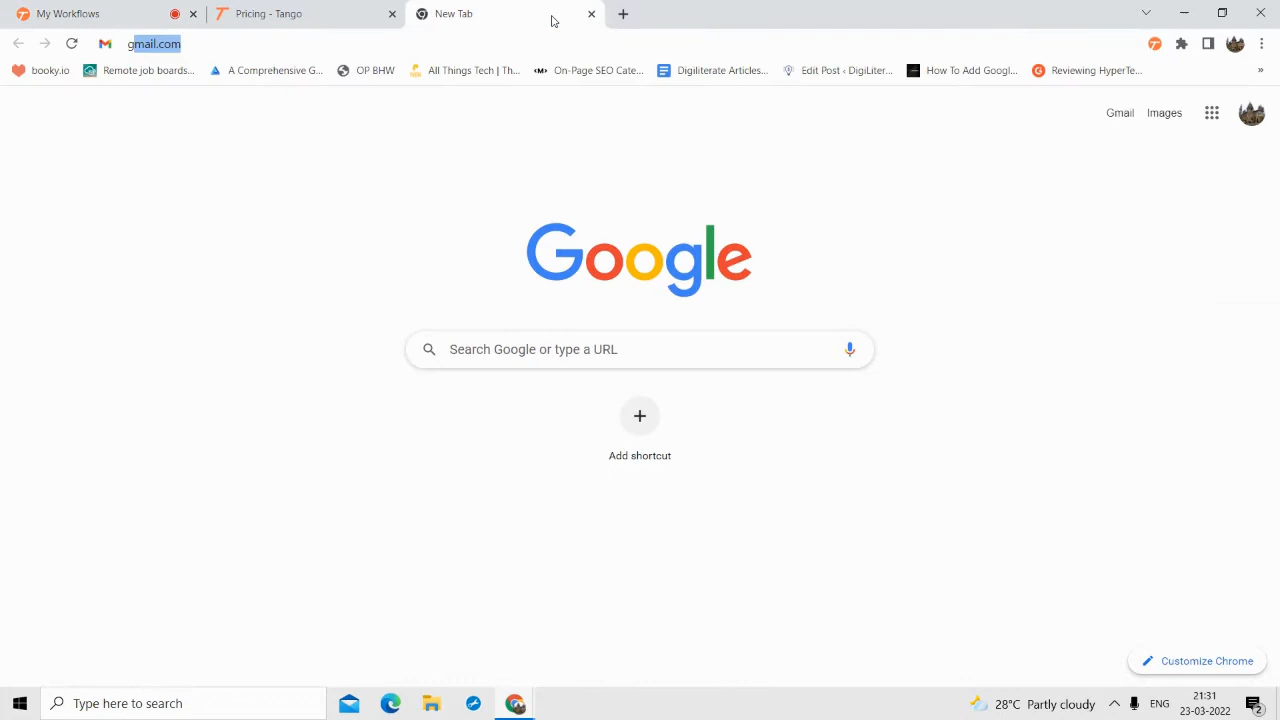 My Workflows
Pricing - Tango
New Tab
gmail.com
booky.io
Remote job boards...
A Comprehensive G...
OP BHW
All Things Tech | Th...
On-Page SEO Cate...
Digiliterate Articles...
Edit Post ‹ DigiLiter...
How To Add Googl...
Reviewing HyperTe...
»
Gmail
Images
Google
Search Google or type a URL
Add shortcut
Customize Chrome
Type here to search
28°C Partly cloudy
ENG
21:31
23-03-2022
2